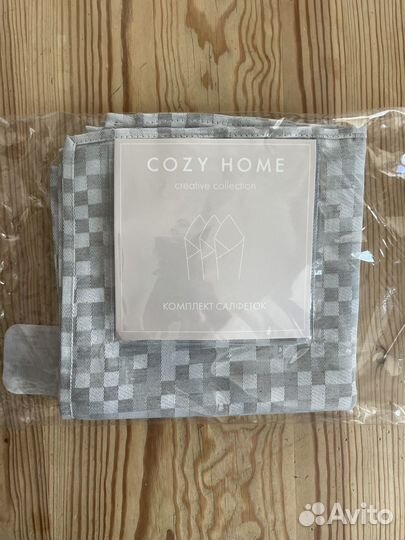 COZY HOME
creative collection
КОМПЛЕКТ САЛФЕТОК
Avito